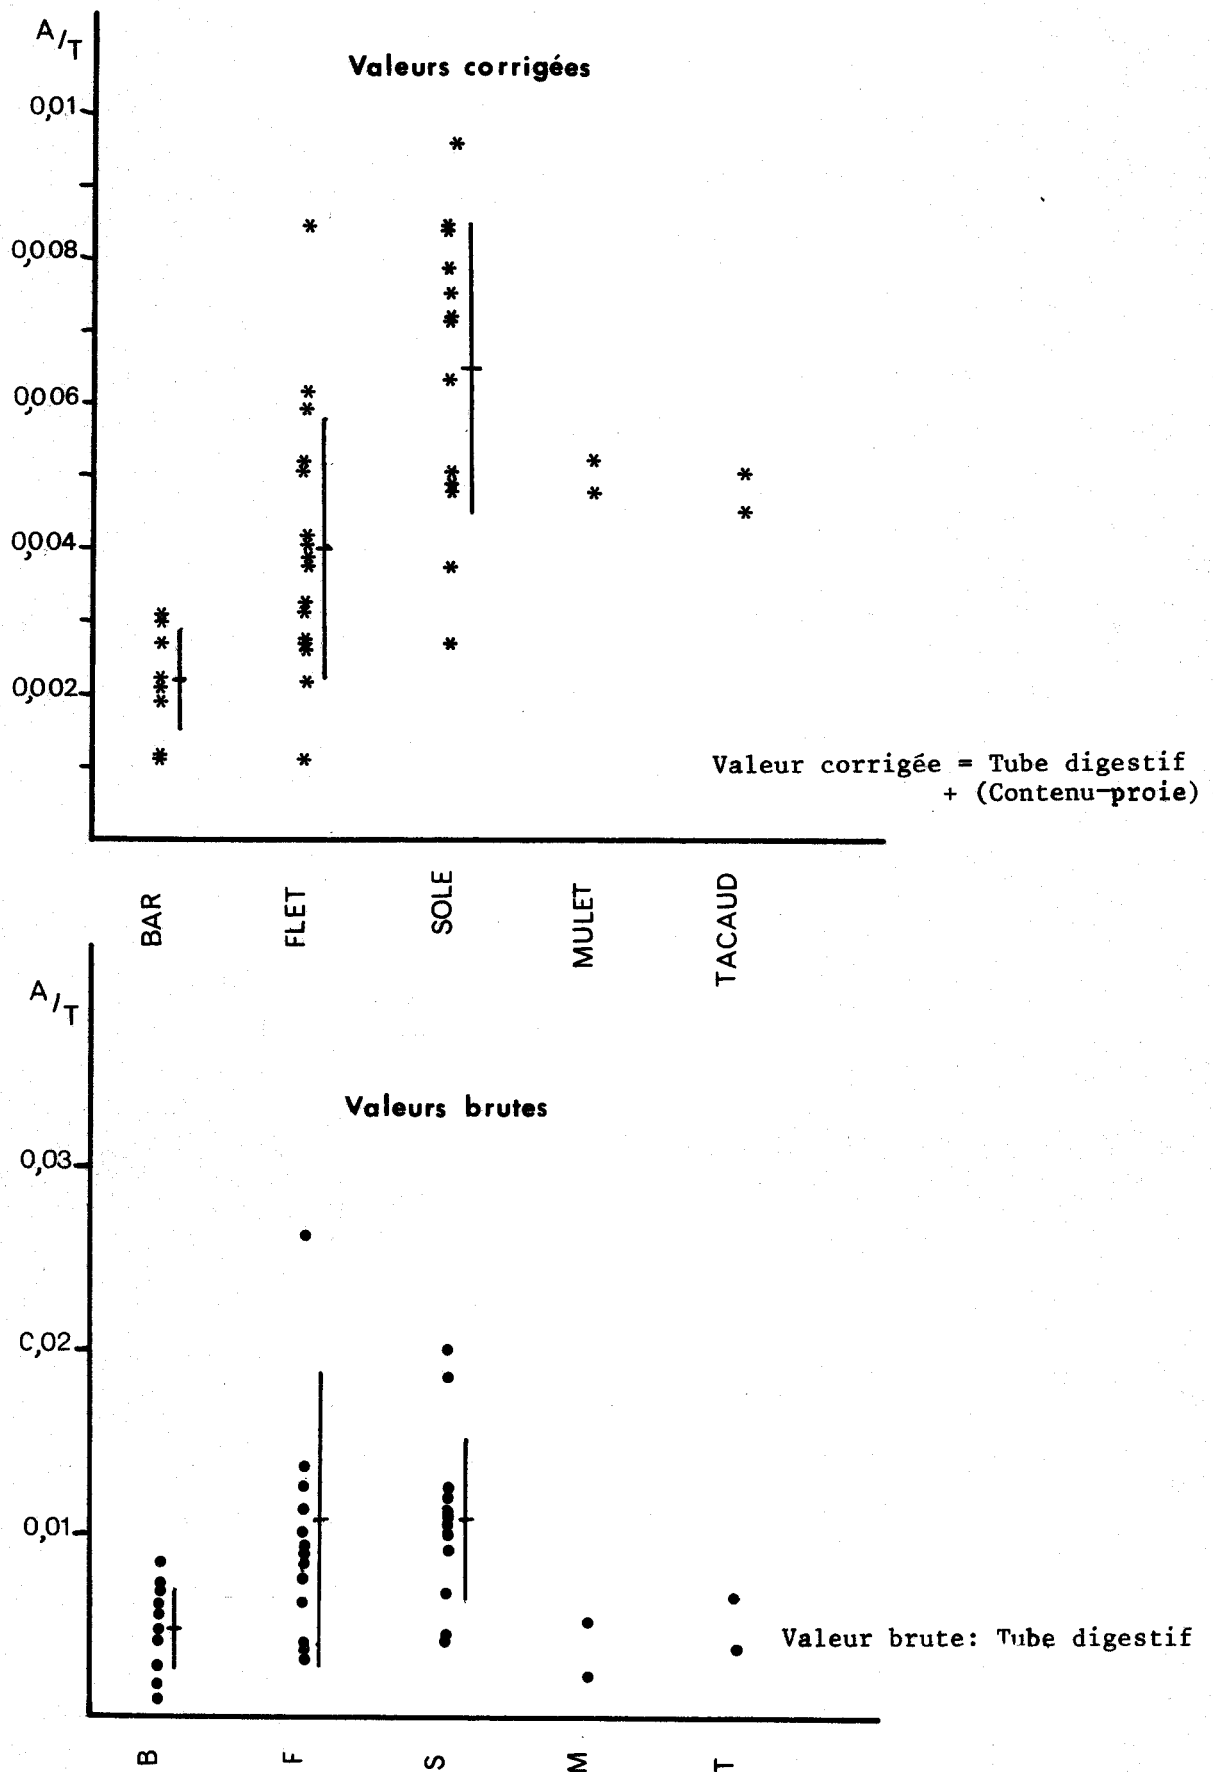 A/T
Valeurs corrigées
0,01
0,008
0,006
0,004
0,002
Valeur corrigée = Tube digestif
+ (Contenu-proie)
BAR
FLET
SOLE
MULET
TACAUD
A/T
Valeurs brutes
0,03
0,02
0,01
Valeur brute: Tube digestif
B
F
S
M
T